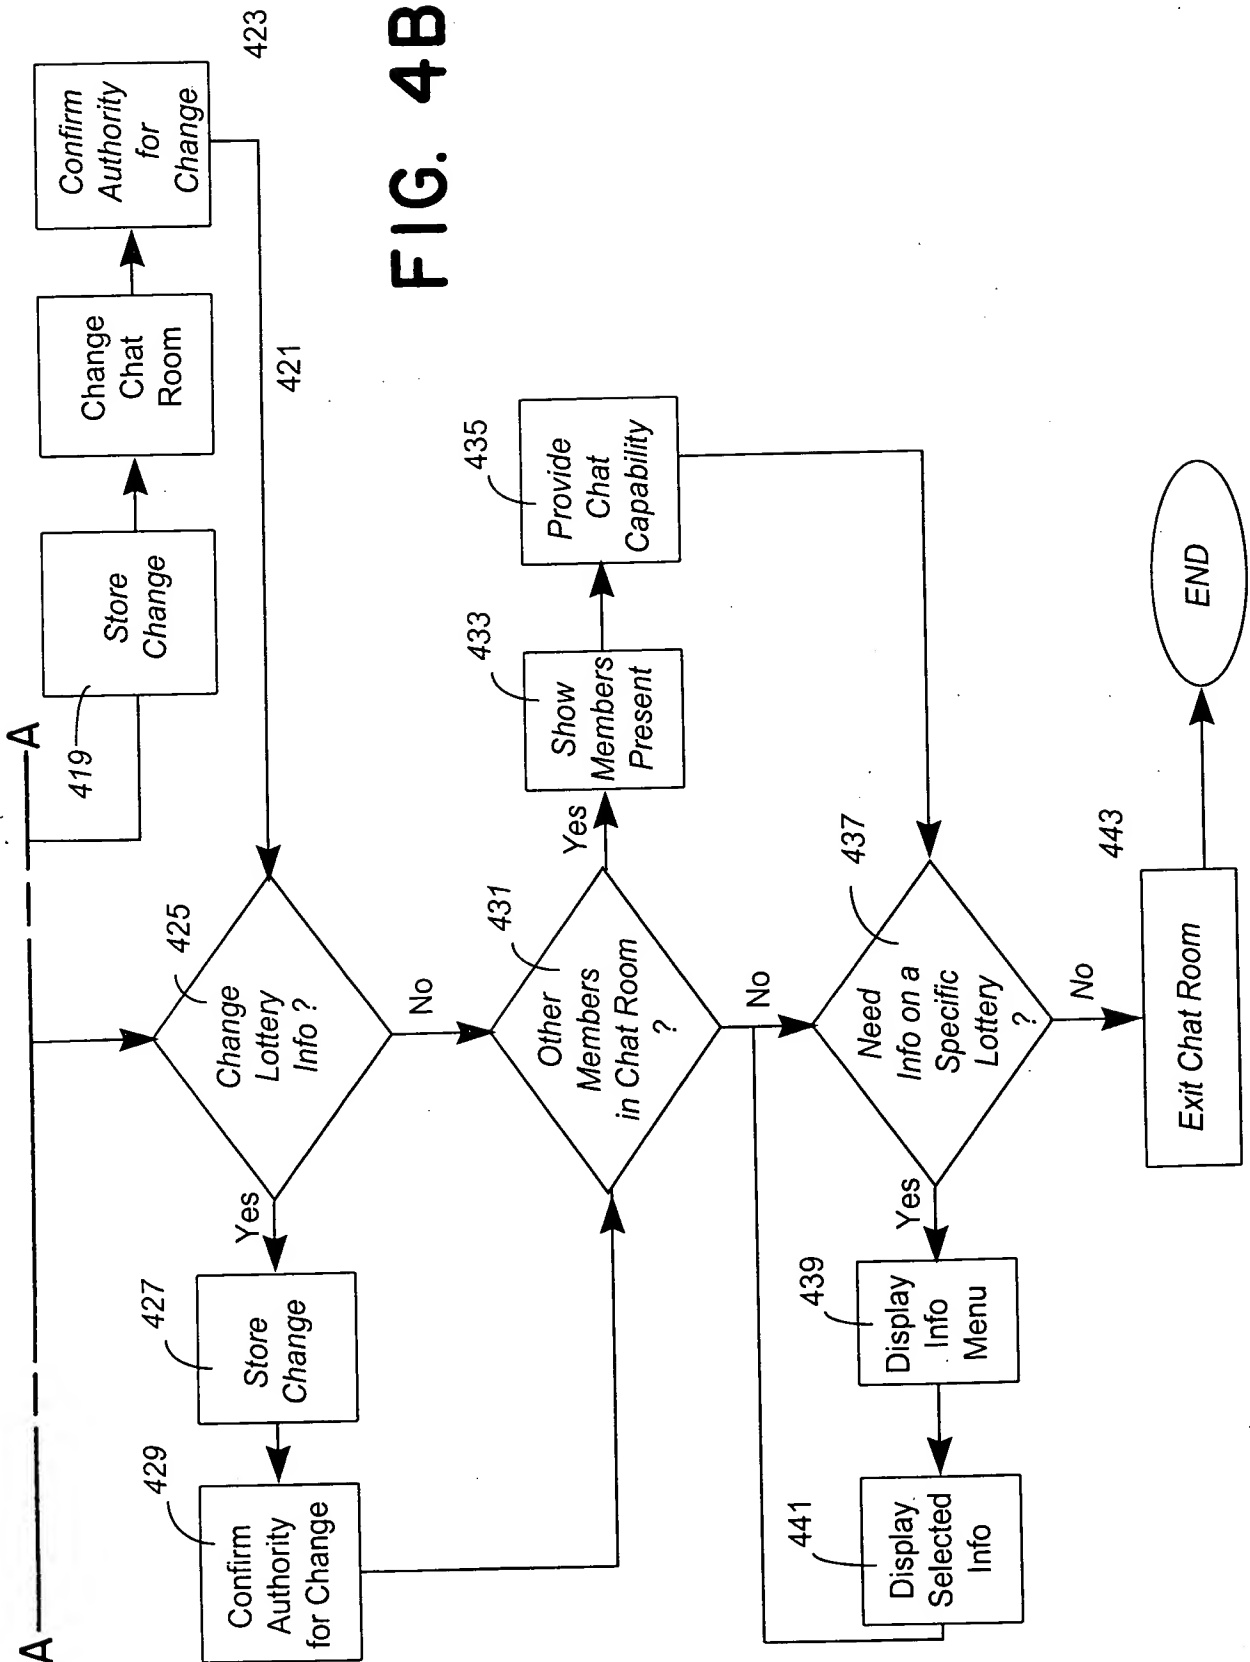 A
A
419
Store
Change
Change
Chat
Room
421
Confirm
Authority
for
Change
423
425
Change
Lottery
Info ?
Yes
No
427
Store
Change
429
Confirm
Authority
for Change
431
Other
Members
in Chat Room
?
Yes
No
433
Show
Members
Present
435
Provide
Chat
Capability
437
Need
Info on a
Specific
Lottery
?
Yes
No
439
Display
Info
Menu
441
Display
Selected
Info
443
Exit Chat Room
END
FIG. 4B